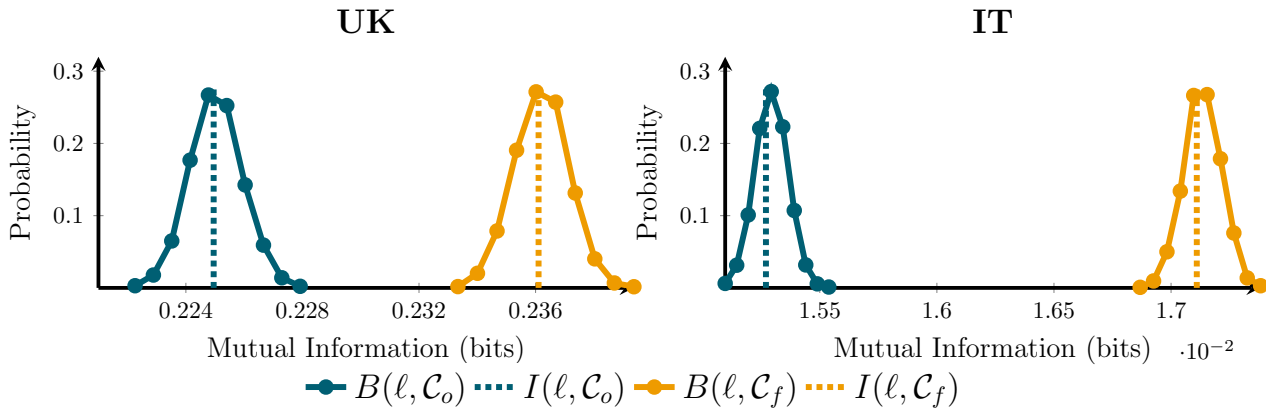 UK
Probability
0.3
0.2
0.1
0.224 0.228 0.232 0.236
Mutual Information (bits)
IT
Probability
0.3
0.2
0.1
1.55 1.6 1.65 1.7
Mutual Information (bits) ·10⁻²
B(ℓ, 𝒞ₒ) I(ℓ, 𝒞ₒ) B(ℓ, 𝒞_f) I(ℓ, 𝒞_f)